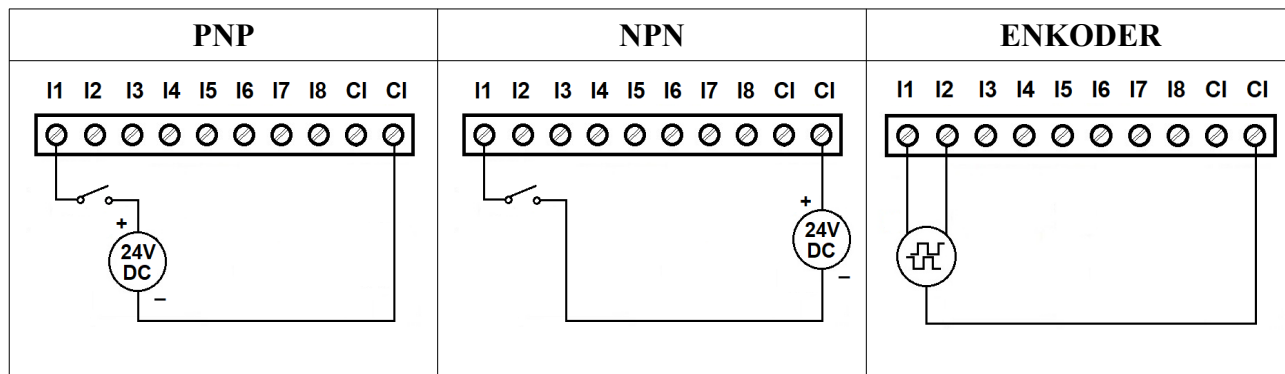 PNP
NPN
ENKODER
I1 I2 I3 I4 I5 I6 I7 I8 CI CI
+
24V
DC
–
I1 I2 I3 I4 I5 I6 I7 I8 CI CI
+
24V
DC
–
I1 I2 I3 I4 I5 I6 I7 I8 CI CI